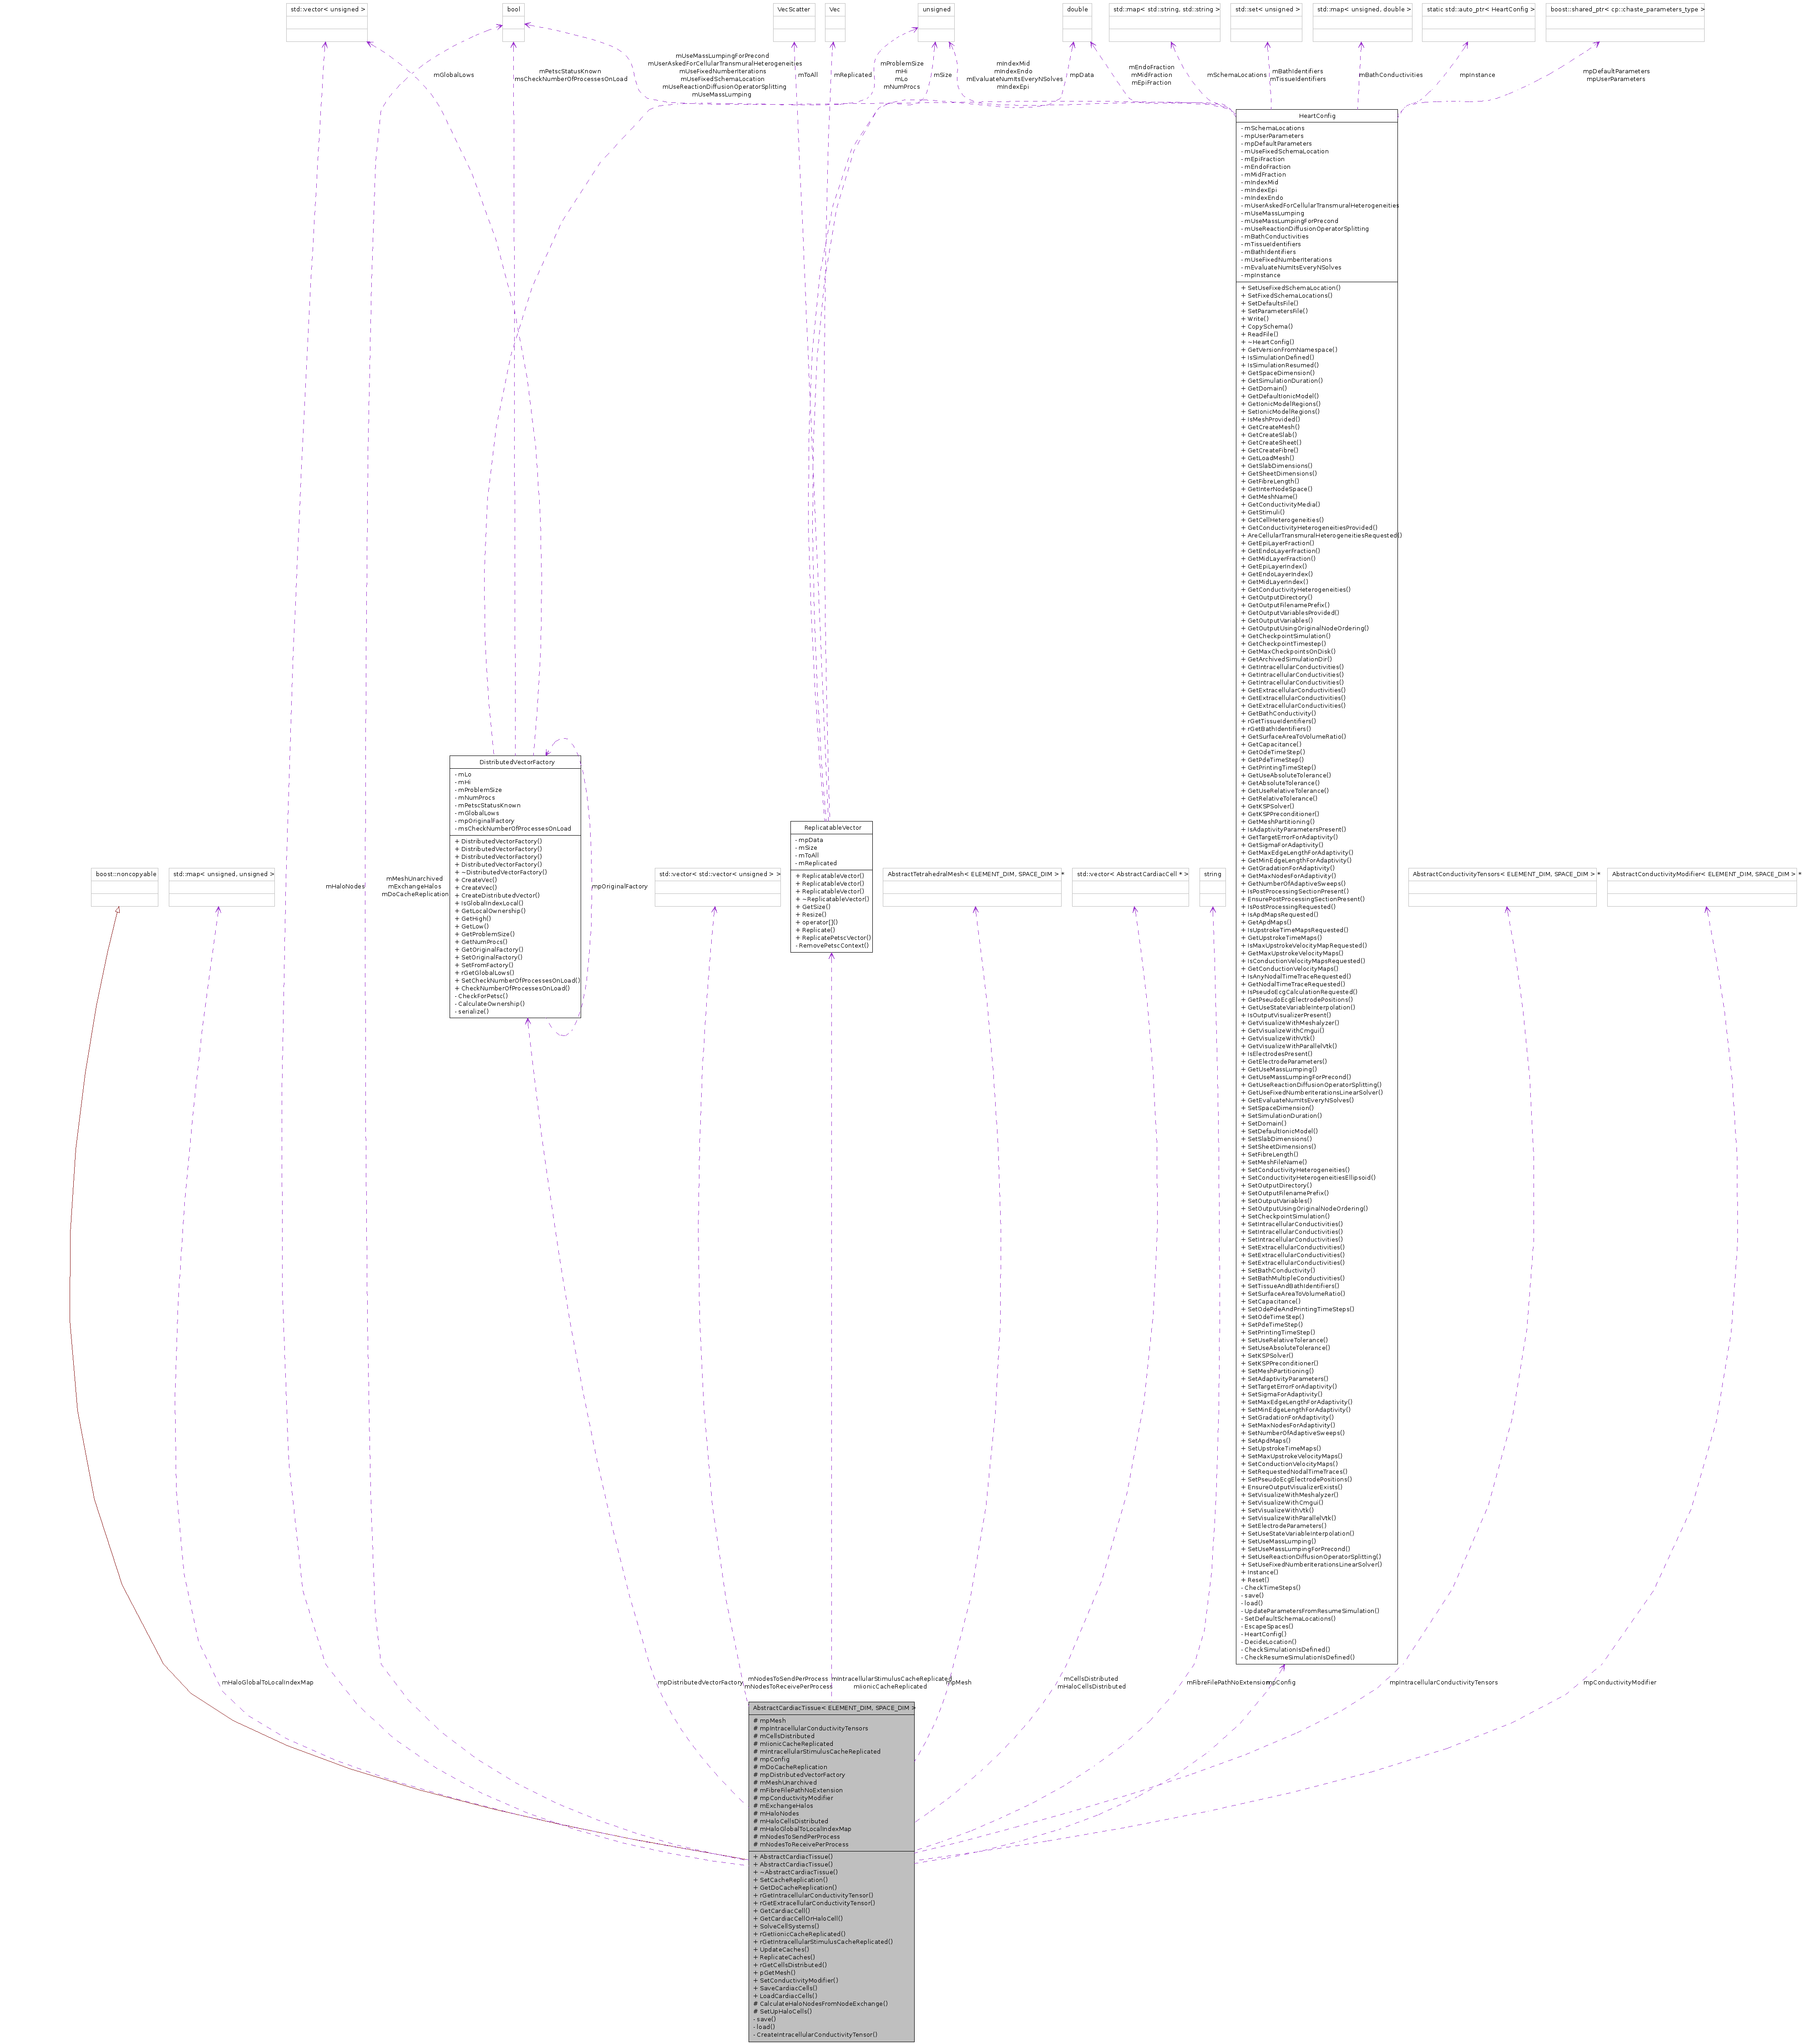 std::vector< unsigned >
bool
VecScatter
Vec
unsigned
double
std::map< std::string, std::string >
std::set< unsigned >
std::map< unsigned, double >
static std::auto_ptr< HeartConfig >
boost::shared_ptr< cp::chaste_parameters_type >
mGlobalLows
mPetscStatusKnown
msCheckNumberOfProcessesOnLoad
mUseMassLumpingForPrecond
mUserAskedForCellularTransmuralHeterogeneities
mUseFixedNumberIterations
mUseFixedSchemaLocation
mUseReactionDiffusionOperatorSplitting
mUseMassLumping
mToAll
mReplicated
mProblemSize
mHi
mLo
mNumProcs
mSize
mIndexMid
mIndexEndo
mEvaluateNumItsEveryNSolves
mIndexEpi
mpData
mEndoFraction
mMidFraction
mEpiFraction
mSchemaLocations
mBathIdentifiers
mTissueIdentifiers
mBathConductivities
mpInstance
mpDefaultParameters
mpUserParameters
HeartConfig
- mSchemaLocations
- mpUserParameters
- mpDefaultParameters
- mUseFixedSchemaLocation
- mEpiFraction
- mEndoFraction
- mMidFraction
- mIndexMid
- mIndexEpi
- mIndexEndo
- mUserAskedForCellularTransmuralHeterogeneities
- mUseMassLumping
- mUseMassLumpingForPrecond
- mUseReactionDiffusionOperatorSplitting
- mBathConductivities
- mTissueIdentifiers
- mBathIdentifiers
- mUseFixedNumberIterations
- mEvaluateNumItsEveryNSolves
- mpInstance
+ SetUseFixedSchemaLocation()
+ SetFixedSchemaLocations()
+ SetDefaultsFile()
+ SetParametersFile()
+ Write()
+ CopySchema()
+ ReadFile()
+ ~HeartConfig()
+ GetVersionFromNamespace()
+ IsSimulationDefined()
+ IsSimulationResumed()
+ GetSpaceDimension()
+ GetSimulationDuration()
+ GetDomain()
+ GetDefaultIonicModel()
+ GetIonicModelRegions()
+ SetIonicModelRegions()
+ IsMeshProvided()
+ GetCreateMesh()
+ GetCreateSlab()
+ GetCreateSheet()
+ GetCreateFibre()
+ GetLoadMesh()
+ GetSlabDimensions()
+ GetSheetDimensions()
+ GetFibreLength()
+ GetInterNodeSpace()
+ GetMeshName()
+ GetConductivityMedia()
+ GetStimuli()
+ GetCellHeterogeneities()
+ GetConductivityHeterogeneitiesProvided()
+ AreCellularTransmuralHeterogeneitiesRequested()
+ GetEpiLayerFraction()
+ GetEndoLayerFraction()
+ GetMidLayerFraction()
+ GetEpiLayerIndex()
+ GetEndoLayerIndex()
+ GetMidLayerIndex()
+ GetConductivityHeterogeneities()
+ GetOutputDirectory()
+ GetOutputFilenamePrefix()
+ GetOutputVariablesProvided()
+ GetOutputVariables()
+ GetOutputUsingOriginalNodeOrdering()
+ GetCheckpointSimulation()
+ GetCheckpointTimestep()
+ GetMaxCheckpointsOnDisk()
+ GetArchivedSimulationDir()
+ GetIntracellularConductivities()
+ GetIntracellularConductivities()
+ GetIntracellularConductivities()
+ GetExtracellularConductivities()
+ GetExtracellularConductivities()
+ GetExtracellularConductivities()
+ GetBathConductivity()
+ rGetTissueIdentifiers()
+ rGetBathIdentifiers()
+ GetSurfaceAreaToVolumeRatio()
+ GetCapacitance()
+ GetOdeTimeStep()
+ GetPdeTimeStep()
+ GetPrintingTimeStep()
+ GetUseAbsoluteTolerance()
+ GetAbsoluteTolerance()
+ GetUseRelativeTolerance()
+ GetRelativeTolerance()
+ GetKSPSolver()
+ GetKSPPreconditioner()
+ GetMeshPartitioning()
+ IsAdaptivityParametersPresent()
+ GetTargetErrorForAdaptivity()
+ GetSigmaForAdaptivity()
+ GetMaxEdgeLengthForAdaptivity()
+ GetMinEdgeLengthForAdaptivity()
+ GetGradationForAdaptivity()
+ GetMaxNodesForAdaptivity()
+ GetNumberOfAdaptiveSweeps()
+ IsPostProcessingSectionPresent()
+ EnsurePostProcessingSectionPresent()
+ IsPostProcessingRequested()
+ IsApdMapsRequested()
+ GetApdMaps()
+ IsUpstrokeTimeMapsRequested()
+ GetUpstrokeTimeMaps()
+ IsMaxUpstrokeVelocityMapRequested()
+ GetMaxUpstrokeVelocityMaps()
+ IsConductionVelocityMapsRequested()
+ GetConductionVelocityMaps()
+ IsAnyNodalTimeTraceRequested()
+ GetNodalTimeTraceRequested()
+ IsPseudoEcgCalculationRequested()
+ GetPseudoEcgElectrodePositions()
+ GetUseStateVariableInterpolation()
+ IsOutputVisualizerPresent()
+ GetVisualizeWithMeshalyzer()
+ GetVisualizeWithCmgui()
+ GetVisualizeWithVtk()
+ GetVisualizeWithParallelVtk()
+ IsElectrodesPresent()
+ GetElectrodeParameters()
+ GetUseMassLumping()
+ GetUseMassLumpingForPrecond()
+ GetUseReactionDiffusionOperatorSplitting()
+ GetUseFixedNumberIterationsLinearSolver()
+ GetEvaluateNumItsEveryNSolves()
+ SetSpaceDimension()
+ SetSimulationDuration()
+ SetDomain()
+ SetDefaultIonicModel()
+ SetSlabDimensions()
+ SetSheetDimensions()
+ SetFibreLength()
+ SetMeshFileName()
+ SetConductivityHeterogeneities()
+ SetConductivityHeterogeneitiesEllipsoid()
+ SetOutputDirectory()
+ SetOutputFilenamePrefix()
+ SetOutputVariables()
+ SetOutputUsingOriginalNodeOrdering()
+ SetCheckpointSimulation()
+ SetIntracellularConductivities()
+ SetIntracellularConductivities()
+ SetIntracellularConductivities()
+ SetExtracellularConductivities()
+ SetExtracellularConductivities()
+ SetExtracellularConductivities()
+ SetBathConductivity()
+ SetBathMultipleConductivities()
+ SetTissueAndBathIdentifiers()
+ SetSurfaceAreaToVolumeRatio()
+ SetCapacitance()
+ SetOdePdeAndPrintingTimeSteps()
+ SetOdeTimeStep()
+ SetPdeTimeStep()
+ SetPrintingTimeStep()
+ SetUseRelativeTolerance()
+ SetUseAbsoluteTolerance()
+ SetKSPSolver()
+ SetKSPPreconditioner()
+ SetMeshPartitioning()
+ SetAdaptivityParameters()
+ SetTargetErrorForAdaptivity()
+ SetSigmaForAdaptivity()
+ SetMaxEdgeLengthForAdaptivity()
+ SetMinEdgeLengthForAdaptivity()
+ SetGradationForAdaptivity()
+ SetMaxNodesForAdaptivity()
+ SetNumberOfAdaptiveSweeps()
+ SetApdMaps()
+ SetUpstrokeTimeMaps()
+ SetMaxUpstrokeVelocityMaps()
+ SetConductionVelocityMaps()
+ SetRequestedNodalTimeTraces()
+ SetPseudoEcgElectrodePositions()
+ EnsureOutputVisualizerExists()
+ SetVisualizeWithMeshalyzer()
+ SetVisualizeWithCmgui()
+ SetVisualizeWithVtk()
+ SetVisualizeWithParallelVtk()
+ SetElectrodeParameters()
+ SetUseStateVariableInterpolation()
+ SetUseMassLumping()
+ SetUseMassLumpingForPrecond()
+ SetUseReactionDiffusionOperatorSplitting()
+ SetUseFixedNumberIterationsLinearSolver()
+ Instance()
+ Reset()
- CheckTimeSteps()
- save()
- load()
- UpdateParametersFromResumeSimulation()
- SetDefaultSchemaLocations()
- EscapeSpaces()
- HeartConfig()
- DecideLocation()
- CheckSimulationIsDefined()
- CheckResumeSimulationIsDefined()
DistributedVectorFactory
- mLo
- mHi
- mProblemSize
- mNumProcs
- mPetscStatusKnown
- mGlobalLows
- mpOriginalFactory
- msCheckNumberOfProcessesOnLoad
+ DistributedVectorFactory()
+ DistributedVectorFactory()
+ DistributedVectorFactory()
+ DistributedVectorFactory()
+ ~DistributedVectorFactory()
+ CreateVec()
+ CreateVec()
+ CreateDistributedVector()
+ IsGlobalIndexLocal()
+ GetLocalOwnership()
+ GetHigh()
+ GetLow()
+ GetProblemSize()
+ GetNumProcs()
+ GetOriginalFactory()
+ SetOriginalFactory()
+ SetFromFactory()
+ rGetGlobalLows()
+ SetCheckNumberOfProcessesOnLoad()
+ CheckNumberOfProcessesOnLoad()
- CheckForPetsc()
- CalculateOwnership()
- serialize()
mpOriginalFactory
ReplicatableVector
- mpData
- mSize
- mToAll
- mReplicated
+ ReplicatableVector()
+ ReplicatableVector()
+ ReplicatableVector()
+ ~ReplicatableVector()
+ GetSize()
+ Resize()
+ operator[]()
+ Replicate()
+ ReplicatePetscVector()
- RemovePetscContext()
boost::noncopyable
std::map< unsigned, unsigned >
mHaloNodes
mMeshUnarchived
mExchangeHalos
mDoCacheReplication
std::vector< std::vector< unsigned > >
AbstractTetrahedralMesh< ELEMENT_DIM, SPACE_DIM > *
std::vector< AbstractCardiacCell * >
string
AbstractConductivityTensors< ELEMENT_DIM, SPACE_DIM > *
AbstractConductivityModifier< ELEMENT_DIM, SPACE_DIM > *
mHaloGlobalToLocalIndexMap
mpDistributedVectorFactory
mNodesToSendPerProcess
mNodesToReceivePerProcess
mIntracellularStimulusCacheReplicated
mIionicCacheReplicated
mpMesh
mCellsDistributed
mHaloCellsDistributed
mFibreFilePathNoExtension
mpConfig
mpIntracellularConductivityTensors
mpConductivityModifier
AbstractCardiacTissue< ELEMENT_DIM, SPACE_DIM >
# mpMesh
# mpIntracellularConductivityTensors
# mCellsDistributed
# mIionicCacheReplicated
# mIntracellularStimulusCacheReplicated
# mpConfig
# mDoCacheReplication
# mpDistributedVectorFactory
# mMeshUnarchived
# mFibreFilePathNoExtension
# mpConductivityModifier
# mExchangeHalos
# mHaloNodes
# mHaloCellsDistributed
# mHaloGlobalToLocalIndexMap
# mNodesToSendPerProcess
# mNodesToReceivePerProcess
+ AbstractCardiacTissue()
+ AbstractCardiacTissue()
+ ~AbstractCardiacTissue()
+ SetCacheReplication()
+ GetDoCacheReplication()
+ rGetIntracellularConductivityTensor()
+ rGetExtracellularConductivityTensor()
+ GetCardiacCell()
+ GetCardiacCellOrHaloCell()
+ SolveCellSystems()
+ rGetIionicCacheReplicated()
+ rGetIntracellularStimulusCacheReplicated()
+ UpdateCaches()
+ ReplicateCaches()
+ rGetCellsDistributed()
+ pGetMesh()
+ SetConductivityModifier()
+ SaveCardiacCells()
+ LoadCardiacCells()
# CalculateHaloNodesFromNodeExchange()
# SetUpHaloCells()
- save()
- load()
- CreateIntracellularConductivityTensor()